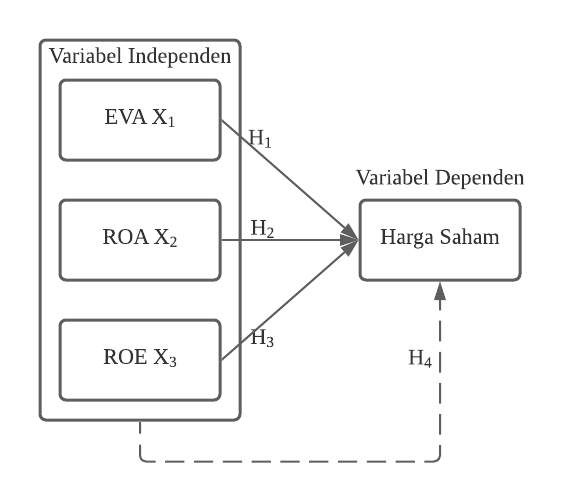 Variabel Independen
EVA X₁
H₁
Variabel Dependen
ROA X₂
H₂
Harga Saham
H₃
ROE X₃
H₄